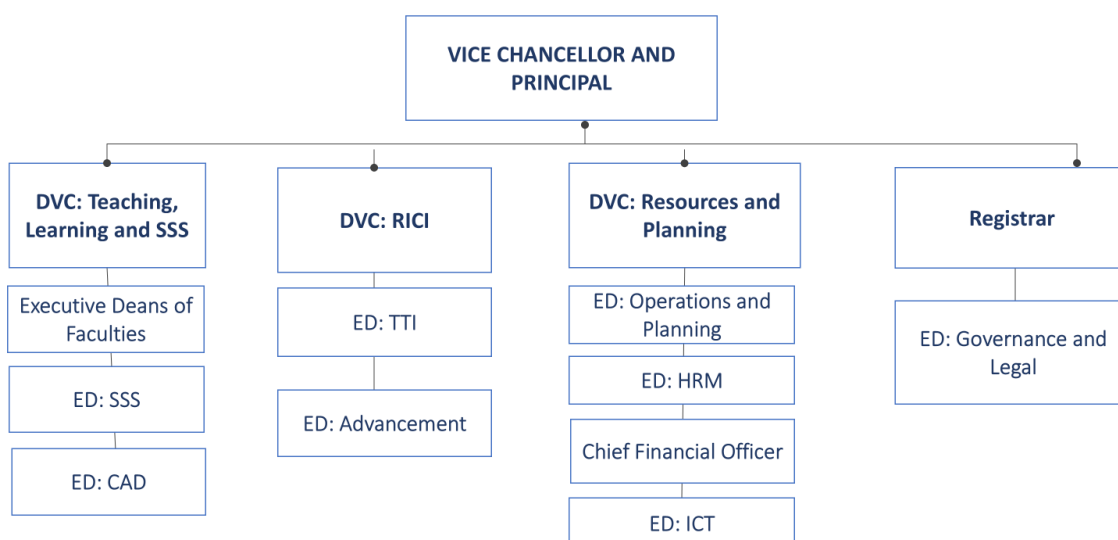 VICE CHANCELLOR AND
PRINCIPAL
DVC: Teaching,
Learning and SSS
DVC: RICI
DVC: Resources and
Planning
Registrar
Executive Deans of
Faculties
ED: SSS
ED: CAD
ED: TTI
ED: Advancement
ED: Operations and
Planning
ED: HRM
Chief Financial Officer
ED: ICT
ED: Governance and
Legal